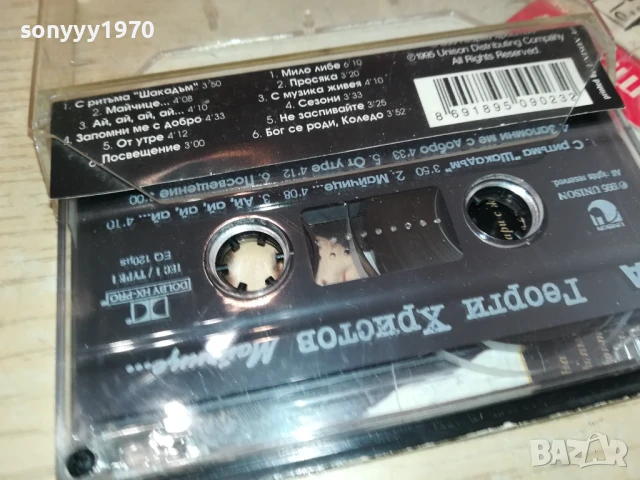 sonyyy1970
©1995 Unison Distributing Company
All rights reserved.
1. С ритъма "Шакадъм" 3'50
2. Майчице... 4'08
3. Ай, ай, ай, ай... 4'10
4. Запомни ме с добро 4'33
5. От утре 4'12
6. Посвещение 3'00
1. Мило либе 6'10
2. Просяка 3'20
3. С музика живея 4'10
4. Сезони 4'33
5. Не заспивайте 3'25
6. Бог се роди, Коледо 3'52
8 691895 090232
printed by UNISON
1. С ритъма "Шакадъм" 3'50 2. Майчице... 4'08 3. Ай, ай, ай, ай... 4'10
4. Запомни ме с добро 4'33 5. От утре 4'12 6. Посвещение 3'00
© 1995 UNISON
All rights reserved
UNISON
DOLBY HX-PRO
IEC I / TYPE I
EQ 120µs
A
Георги Христов
Майчице...
BAZAR
bg